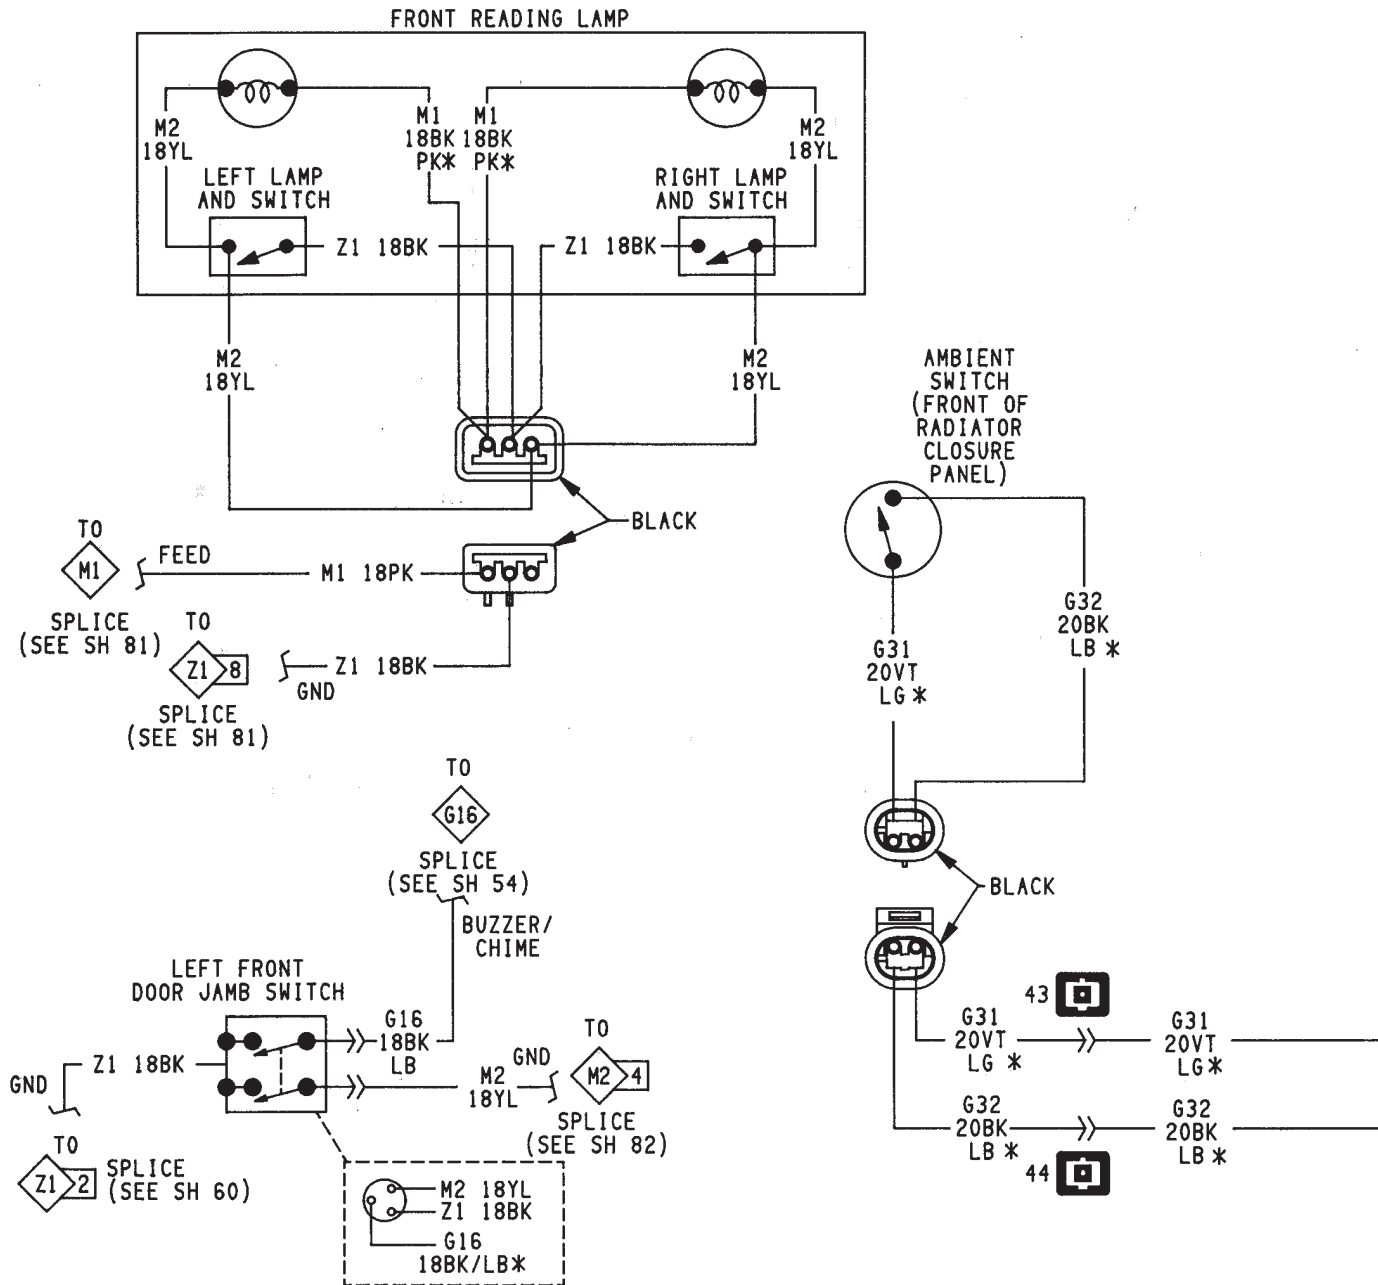 FRONT READING LAMP
M2
18YL
M1
18BK
PK*
M1
18BK
PK*
M2
18YL
LEFT LAMP
AND SWITCH
RIGHT LAMP
AND SWITCH
Z1 18BK
Z1 18BK
M2
18YL
M2
18YL
BLACK
TO
M1
FEED
M1 18PK
SPLICE
(SEE SH 81)
TO
Z1 8
Z1 18BK
GND
SPLICE
(SEE SH 81)
AMBIENT
SWITCH
(FRONT OF
RADIATOR
CLOSURE
PANEL)
G32
20BK
LB *
G31
20VT
LG *
BLACK
43
G31
20VT
LG *
G31
20VT
LG*
G32
20BK
LB *
G32
20BK
LB *
44
TO
G16
SPLICE
(SEE SH 54)
BUZZER/
CHIME
LEFT FRONT
DOOR JAMB SWITCH
G16
18BK
LB
Z1 18BK
GND
TO
Z1 2
SPLICE
(SEE SH 60)
M2
18YL
GND
TO
M2 4
SPLICE
(SEE SH 82)
M2 18YL
Z1 18BK
G16
18BK/LB*